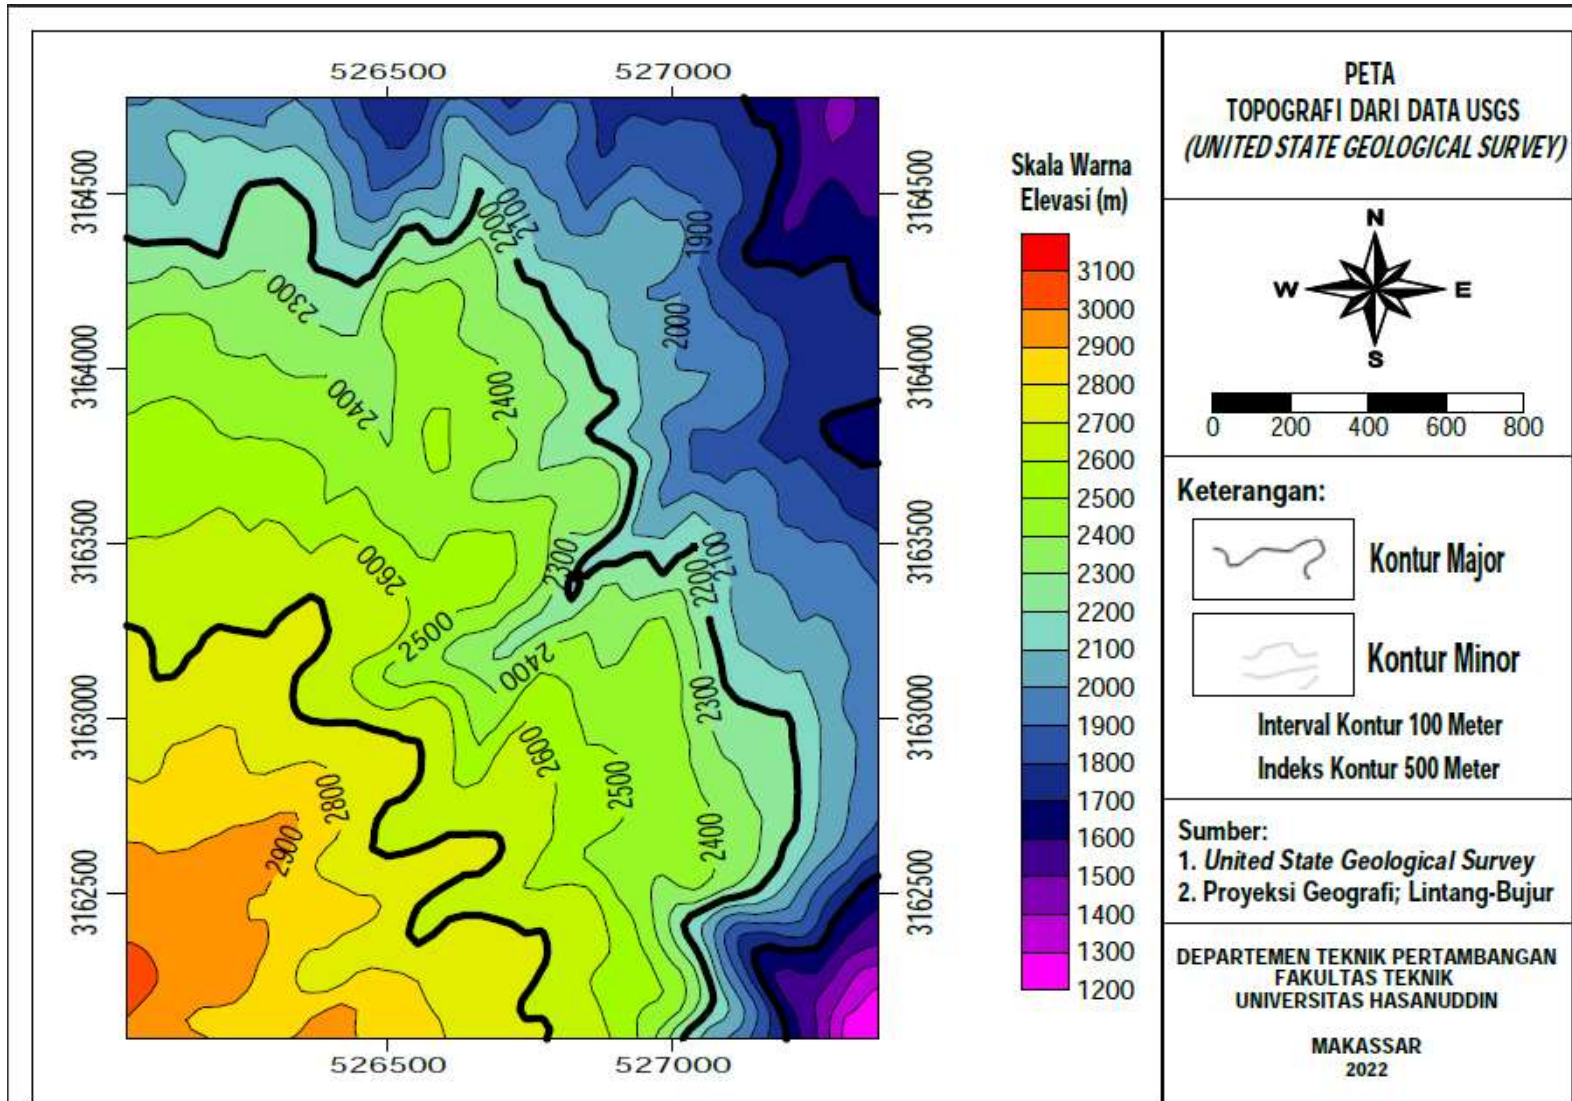 526500 527000
3164500 3164500
3164000 3164000
3163500 3163500
3163000 3163000
3162500 3162500
526500 527000
2200
2100
1900
2300
2000
2400
2400
2600
2300
2500
2400
2200
2100
2300
2600
2500
2800
2900
2400
Skala Warna
Elevasi (m)
3100
3000
2900
2800
2700
2600
2500
2400
2300
2200
2100
2000
1900
1800
1700
1600
1500
1400
1300
1200
PETA
TOPOGRAFI DARI DATA USGS
(UNITED STATE GEOLOGICAL SURVEY)
N
W E
S
0 200 400 600 800
Keterangan:
Kontur Major
Kontur Minor
Interval Kontur 100 Meter
Indeks Kontur 500 Meter
Sumber:
1. United State Geological Survey
2. Proyeksi Geografi; Lintang-Bujur
DEPARTEMEN TEKNIK PERTAMBANGAN
FAKULTAS TEKNIK
UNIVERSITAS HASANUDDIN
MAKASSAR
2022